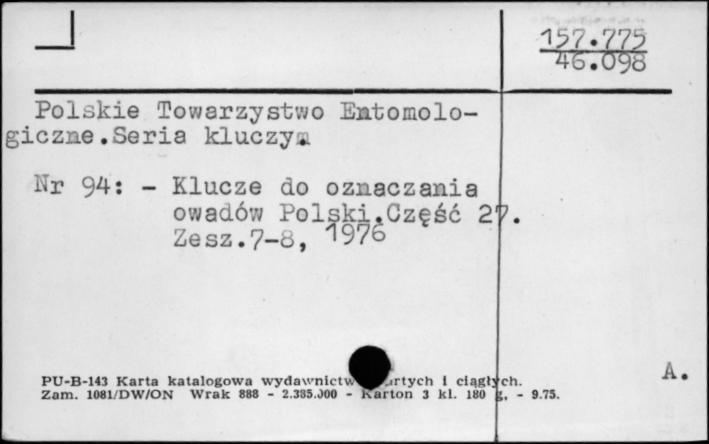 157.775
46.098
Polskie Towarzystwo Entomolo-
giczne.Seria kluczy.
Nr 94: - Klucze do oznaczania
owadów Polski.Część 27.
Zesz.7-8, 1976
A.
PU-B-143 Karta katalogowa wydawnictw ciągłych.
Zam. 1081/DW/ON Wrak 888 - 2.385.000 - Karton 3 kl. 180 g, - 9.75.